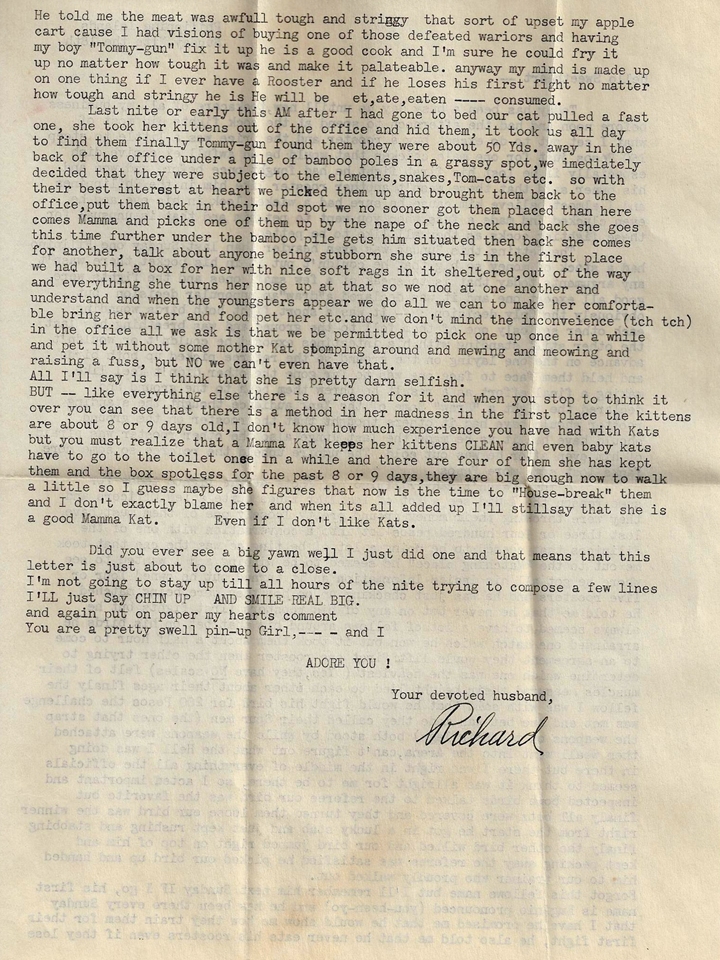 He told me the meat was awfull tough and stringy  that sort of upset my apple
cart cause I had visions of buying one of those defeated wariors and having
my boy "Tommy-gun" fix it up he is a good cook and I'm sure he could fry it
up no matter how tough it was and make it palateable. anyway my mind is made up
on one thing if I ever have a Rooster and if he loses his first fight no matter
how tough and stringy he is He will be   et,ate,eaten ---- consumed.
Last nite or early this AM after I had gone to bed our cat pulled a fast
one, she took her kittens out of the office and hid them, it took us all day
to find them finally Tommy-gun found them they were about 50 Yds. away in the
back of the office under a pile of bamboo poles in a grassy spot,we imediately
decided that they were subject to the elements,snakes,Tom-cats etc.  so with
their best interest at heart we picked them up and brought them back to the
office,put them back in their old spot we no sooner got them placed than here
comes Mamma and picks one of them up by the nape of the neck and back she goes
this time further under the bamboo pile gets him situated then back she comes
for another, talk about anyone being stubborn she sure is in the first place
we had built a box for her with nice soft rags in it sheltered,out of the way
and everything she turns her nose up at that so we nod at one another and
understand and when the youngsters appear we do all we can to make her comforta-
ble bring her water and food pet her etc.and we don't mind the inconveience (tch tch)
in the office all we ask is that we be permitted to pick one up once in a while
and pet it without some mother Kat stomping around and mewing and meowing and
raising a fuss, but NO we can't even have that.
All I'll say is I think that she is pretty darn selfish.
BUT -- like everything else there is a reason for it and when you stop to think it
over you can see that there is a method in her madness in the first place the kittens
are about 8 or 9 days old,I don't know how much experience you have had with Kats
but you must realize that a Mamma Kat keeps her kittens CLEAN and even baby kats
have to go to the toilet once in a while and there are four of them she has kept
them and the box spotless for the past 8 or 9 days,they are big enough now to walk
a little so I guess maybe she figures that now is the time to "House-break" them
and I don't exactly blame her  and when its all added up I'll stillsay that she is
a good Mamma Kat.      Even if I don't like Kats.
Did you ever see a big yawn well I just did one and that means that this
letter is just about to come to a close.
I'm not going to stay up till all hours of the nite trying to compose a few lines
I'LL just Say CHIN UP   AND SMILE REAL BIG.
and again put on paper my hearts comment
You are a pretty swell pin-up Girl,--- - and I
ADORE YOU !
Your devoted husband,
Richard